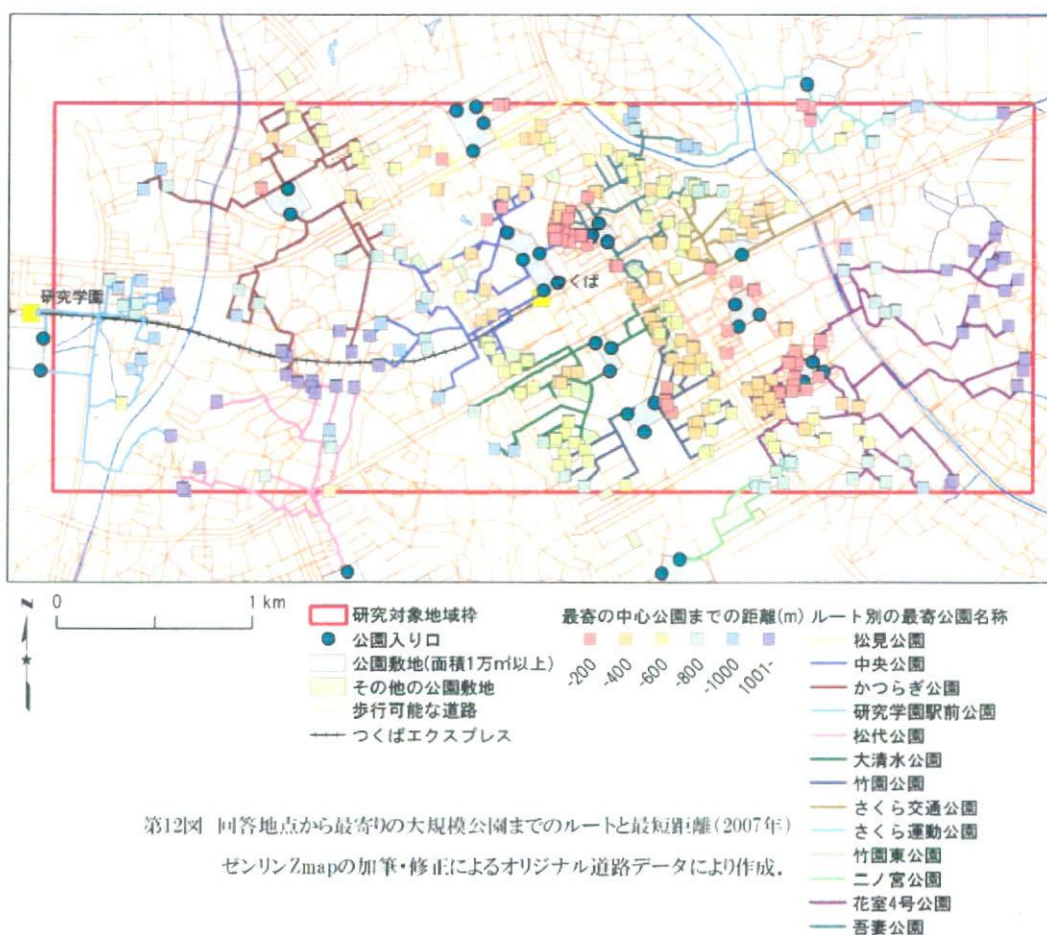 研究学園
つくば
N
0
1 km
研究対象地域枠
公園入り口
公園敷地(面積1万㎡以上)
その他の公園敷地
歩行可能な道路
つくばエクスプレス
最寄の中心公園までの距離(m)
-200
-400
-600
-800
-1000
1001-
ルート別の最寄公園名称
松見公園
中央公園
かつらぎ公園
研究学園駅前公園
松代公園
大清水公園
竹園公園
さくら交通公園
さくら運動公園
竹園東公園
二ノ宮公園
花室4号公園
吾妻公園
第12図 回答地点から最寄りの大規模公園までのルートと最短距離(2007年)
ゼンリンZmapの加筆・修正によるオリジナル道路データにより作成.